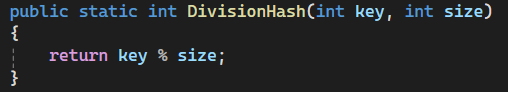 public static int DivisionHash(int key, int size)
{
    return key % size;
}